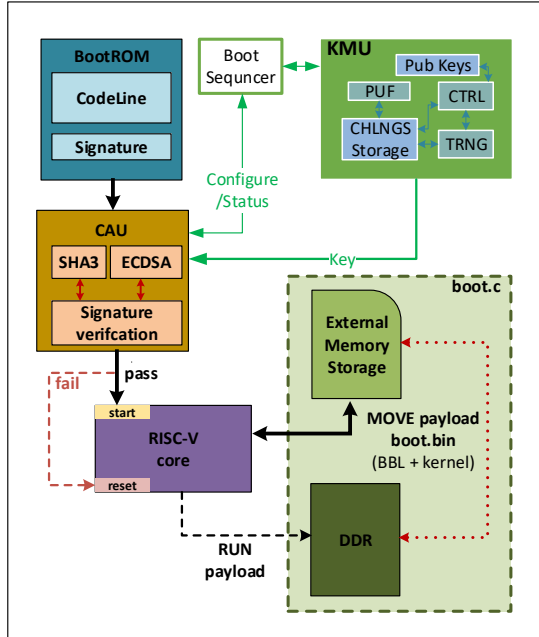 BootROM
CodeLine
Signature
Boot
Sequncer
KMU
Pub Keys
PUF
CTRL
CHLNGS
Storage
TRNG
Configure
/Status
CAU
SHA3
ECDSA
Signature
verifcation
Key
boot.c
External
Memory
Storage
pass
fail
start
RISC-V
core
reset
MOVE payload
boot.bin
(BBL + kernel)
RUN
payload
DDR